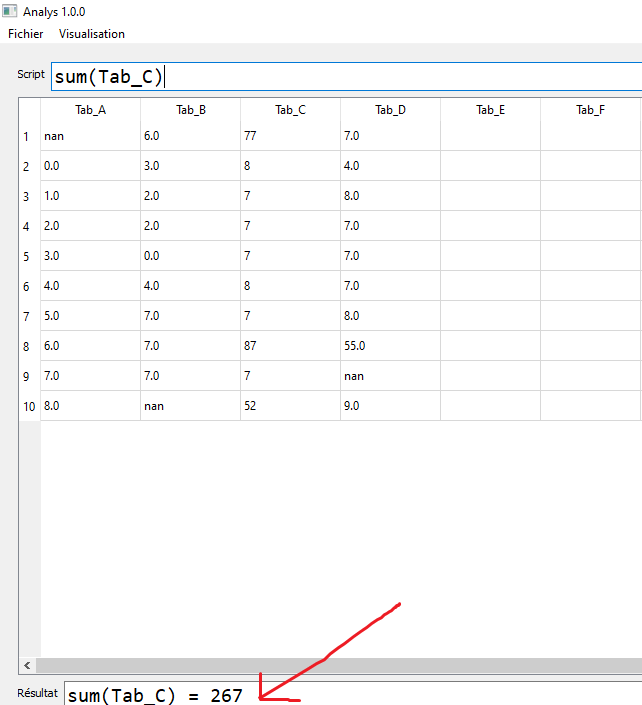 Analys 1.0.0
Fichier Visualisation
Script sum(Tab_C)
Tab_A Tab_B Tab_C Tab_D Tab_E Tab_F
1 nan 6.0 77 7.0
2 0.0 3.0 8 4.0
3 1.0 2.0 7 8.0
4 2.0 2.0 7 7.0
5 3.0 0.0 7 7.0
6 4.0 4.0 8 7.0
7 5.0 7.0 7 8.0
8 6.0 7.0 87 55.0
9 7.0 7.0 7 nan
10 8.0 nan 52 9.0
Résultat sum(Tab_C) = 267